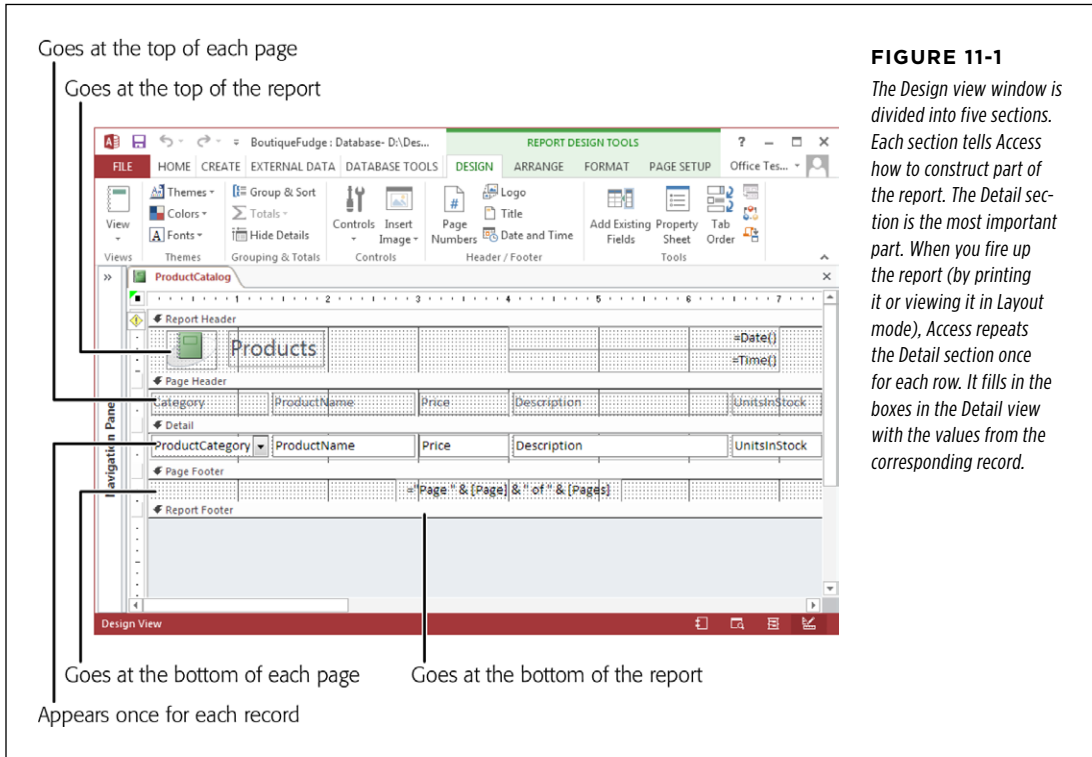 Goes at the top of each page
Goes at the top of the report
BoutiqueFudge : Database- D:\Des...
REPORT DESIGN TOOLS
?
FILE HOME CREATE EXTERNAL DATA DATABASE TOOLS DESIGN ARRANGE FORMAT PAGE SETUP Office Tes...
View
Views
Themes
Colors
Fonts
Themes
Group & Sort
Totals
Hide Details
Grouping & Totals
Controls
Insert Image
Controls
Page Numbers
Logo
Title
Date and Time
Header / Footer
Add Existing Fields
Property Sheet
Tab Order
Tools
ProductCatalog
1 2 3 4 5 6 7
Report Header
Products
=Date()
=Time()
Page Header
Category ProductName Price Description UnitsInStock
Detail
ProductCategory ProductName Price Description UnitsInStock
Page Footer
="Page " & [Page] & " of " & [Pages]
Report Footer
Navigation Pane
Design View
Goes at the bottom of each page
Goes at the bottom of the report
Appears once for each record
FIGURE 11-1
The Design view window is
divided into five sections.
Each section tells Access
how to construct part of
the report. The Detail sec-
tion is the most important
part. When you fire up
the report (by printing
it or viewing it in Layout
mode), Access repeats
the Detail section once
for each row. It fills in the
boxes in the Detail view
with the values from the
corresponding record.